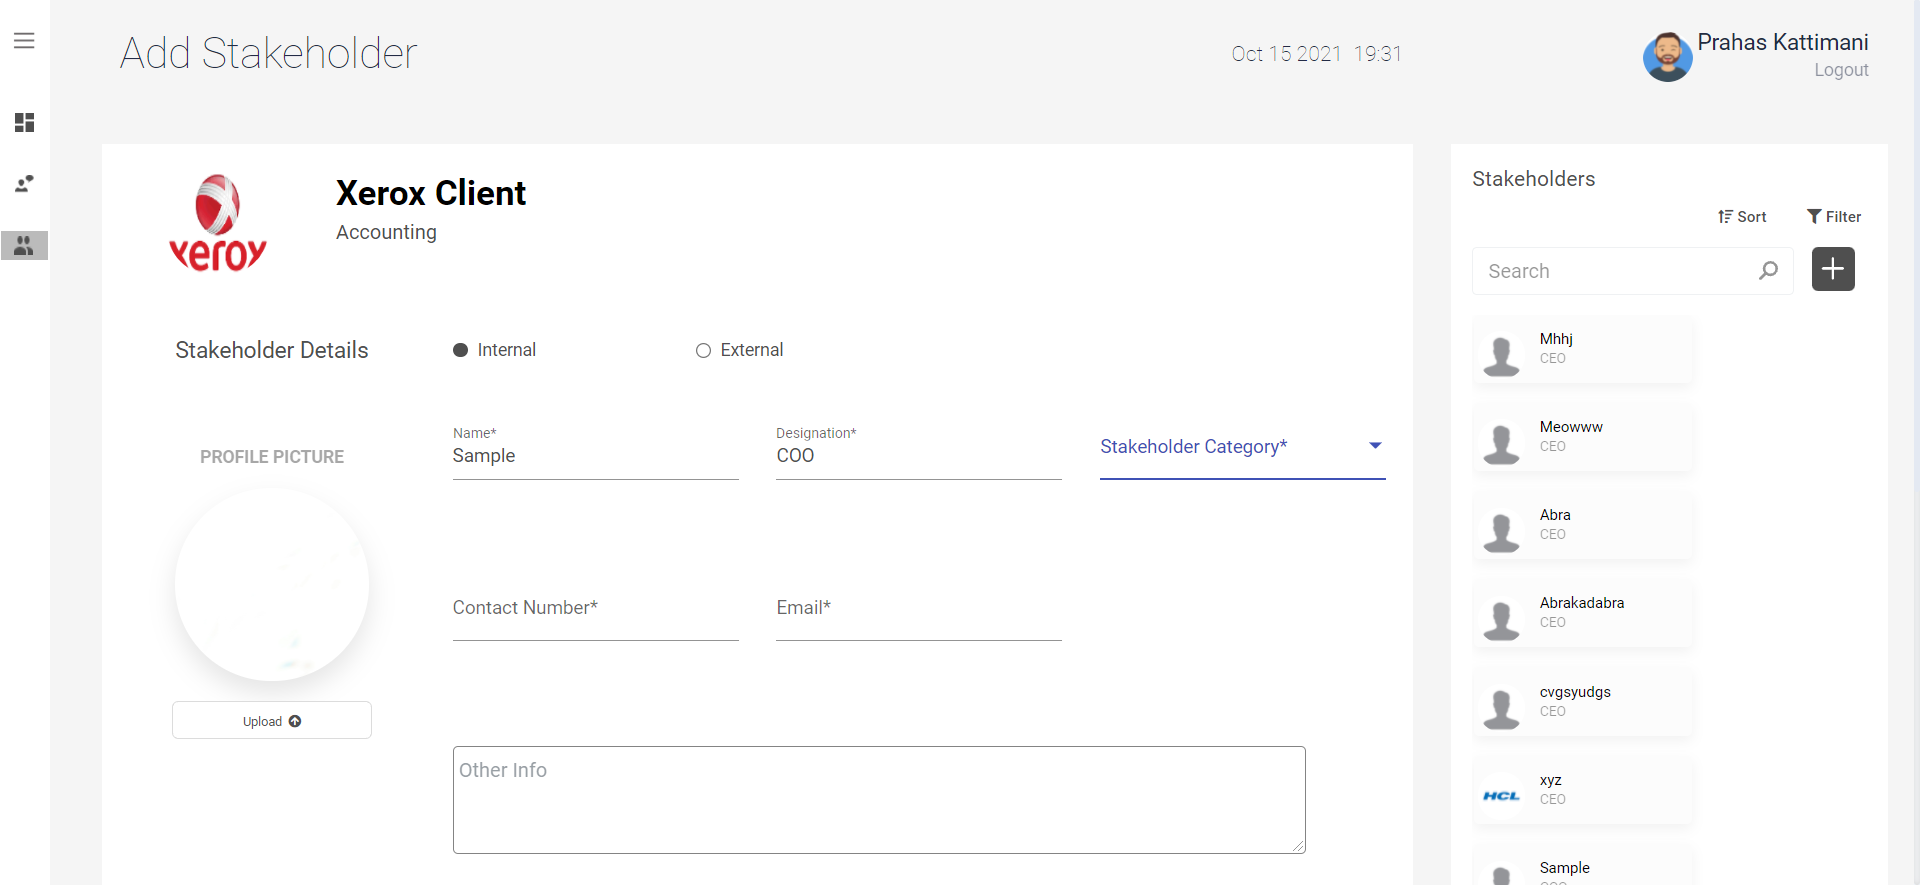 Add Stakeholder
Oct 15 2021 19:31
Prahas Kattimani
Logout
xeroy
Xerox Client
Accounting
Stakeholder Details
Internal
External
PROFILE PICTURE
Upload
Name*
Sample
Designation*
COO
Stakeholder Category*
Contact Number*
Email*
Other Info
Stakeholders
Sort
Filter
Search
Mhhj
CEO
Meowww
CEO
Abra
CEO
Abrakadabra
CEO
cvgsyudgs
CEO
HCL
xyz
CEO
Sample